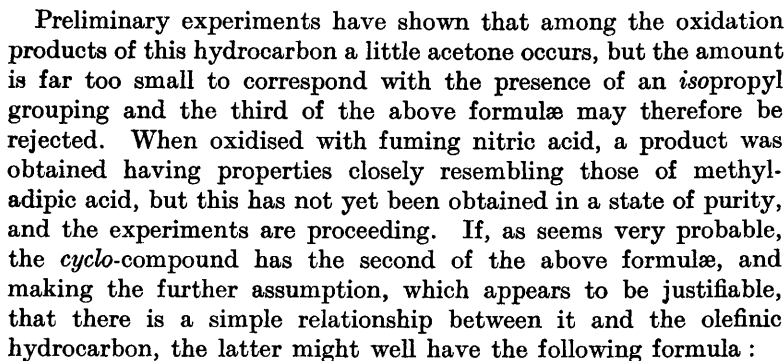 Preliminary experiments have shown that among the oxidation
products of this hydrocarbon a little acetone occurs, but the amount
is far too small to correspond with the presence of an isopropyl
grouping and the third of the above formulæ may therefore be
rejected. When oxidised with fuming nitric acid, a product was
obtained having properties closely resembling those of methyl-
adipic acid, but this has not yet been obtained in a state of purity,
and the experiments are proceeding. If, as seems very probable,
the cyclo-compound has the second of the above formulæ, and
making the further assumption, which appears to be justifiable,
that there is a simple relationship between it and the olefinic
hydrocarbon, the latter might well have the following formula :